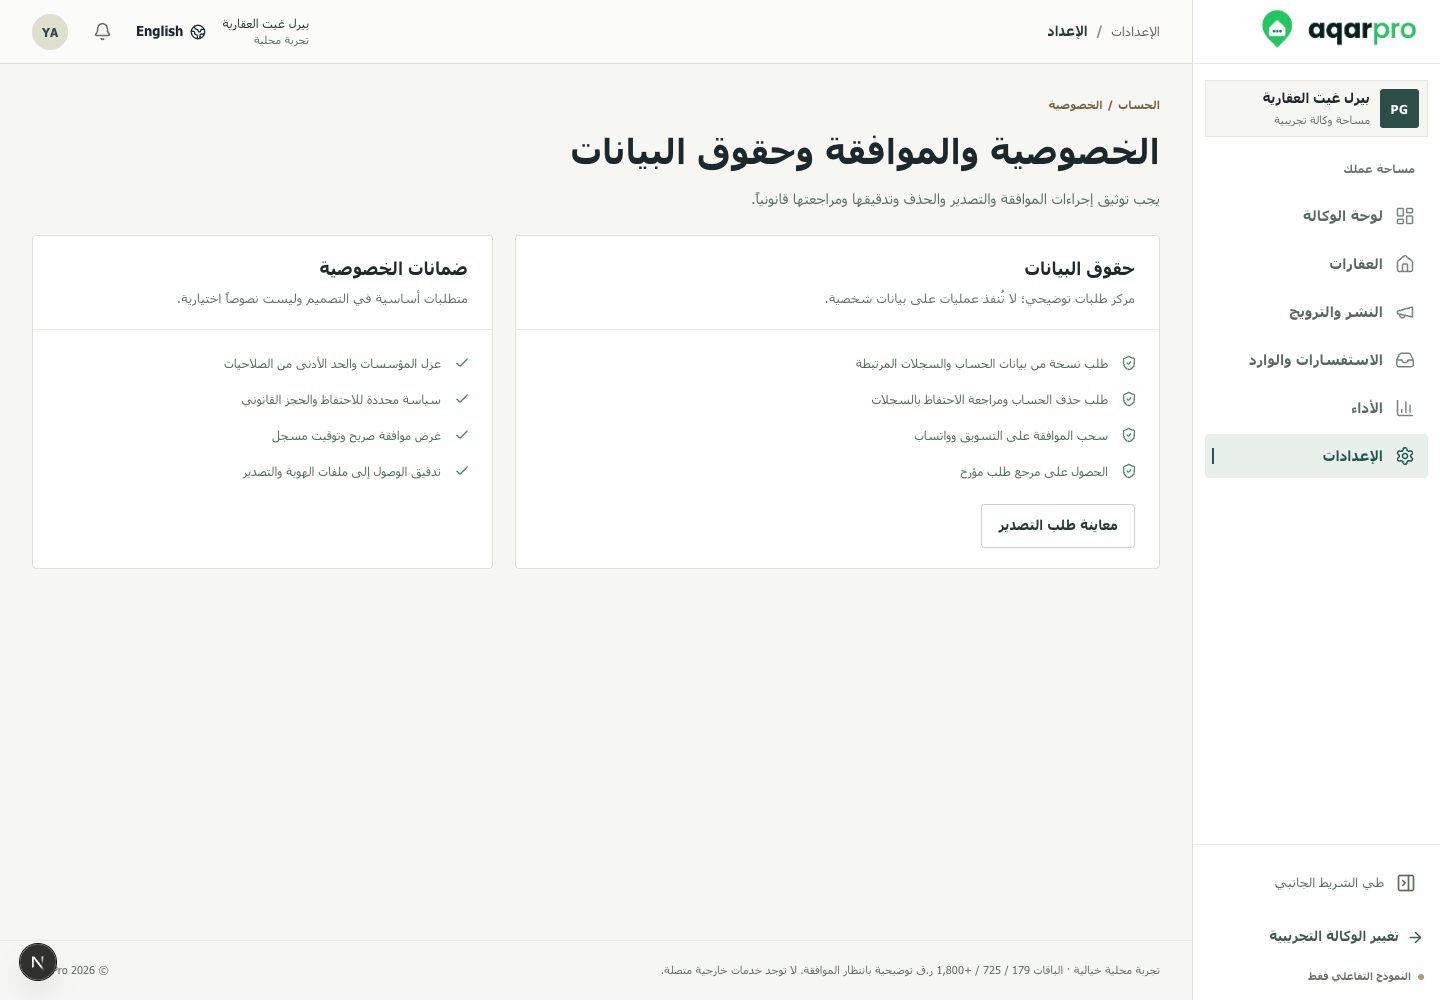 aqarpro
PG
بيرل غيت العقارية
مساحة وكالة تجريبية
مساحة عملك
لوحة الوكالة
العقارات
النشر والترويج
الاستفسارات والوارد
الأداء
الإعدادات
طي الشريط الجانبي
تغيير الوكالة التجريبية
النموذج التفاعلي فقط
الإعدادات / الإعداد
بيرل غيت العقارية
تجربة محلية
English
YA
الحساب / الخصوصية
الخصوصية والموافقة وحقوق البيانات
يجب توثيق إجراءات الموافقة والتصدير والحذف وتدقيقها ومراجعتها قانونياً.
حقوق البيانات
مركز طلبات توضيحي؛ لا تُنفذ عمليات على بيانات شخصية.
طلب نسخة من بيانات الحساب والسجلات المرتبطة
طلب حذف الحساب ومراجعة الاحتفاظ بالسجلات
سحب الموافقة على التسويق وواتساب
الحصول على مرجع طلب مؤرخ
معاينة طلب التصدير
ضمانات الخصوصية
متطلبات أساسية في التصميم وليست نصوصاً اختيارية.
عزل المؤسسات والحد الأدنى من الصلاحيات
سياسة محددة للاحتفاظ والحجز القانوني
غرض موافقة صريح وتوقيت مسجل
تدقيق الوصول إلى ملفات الهوية والتصدير
تجربة محلية خيالية · الباقات 179 / 725 / +1,800 ر.ق توضيحية بانتظار الموافقة. لا توجد خدمات خارجية متصلة.
© 2026
N